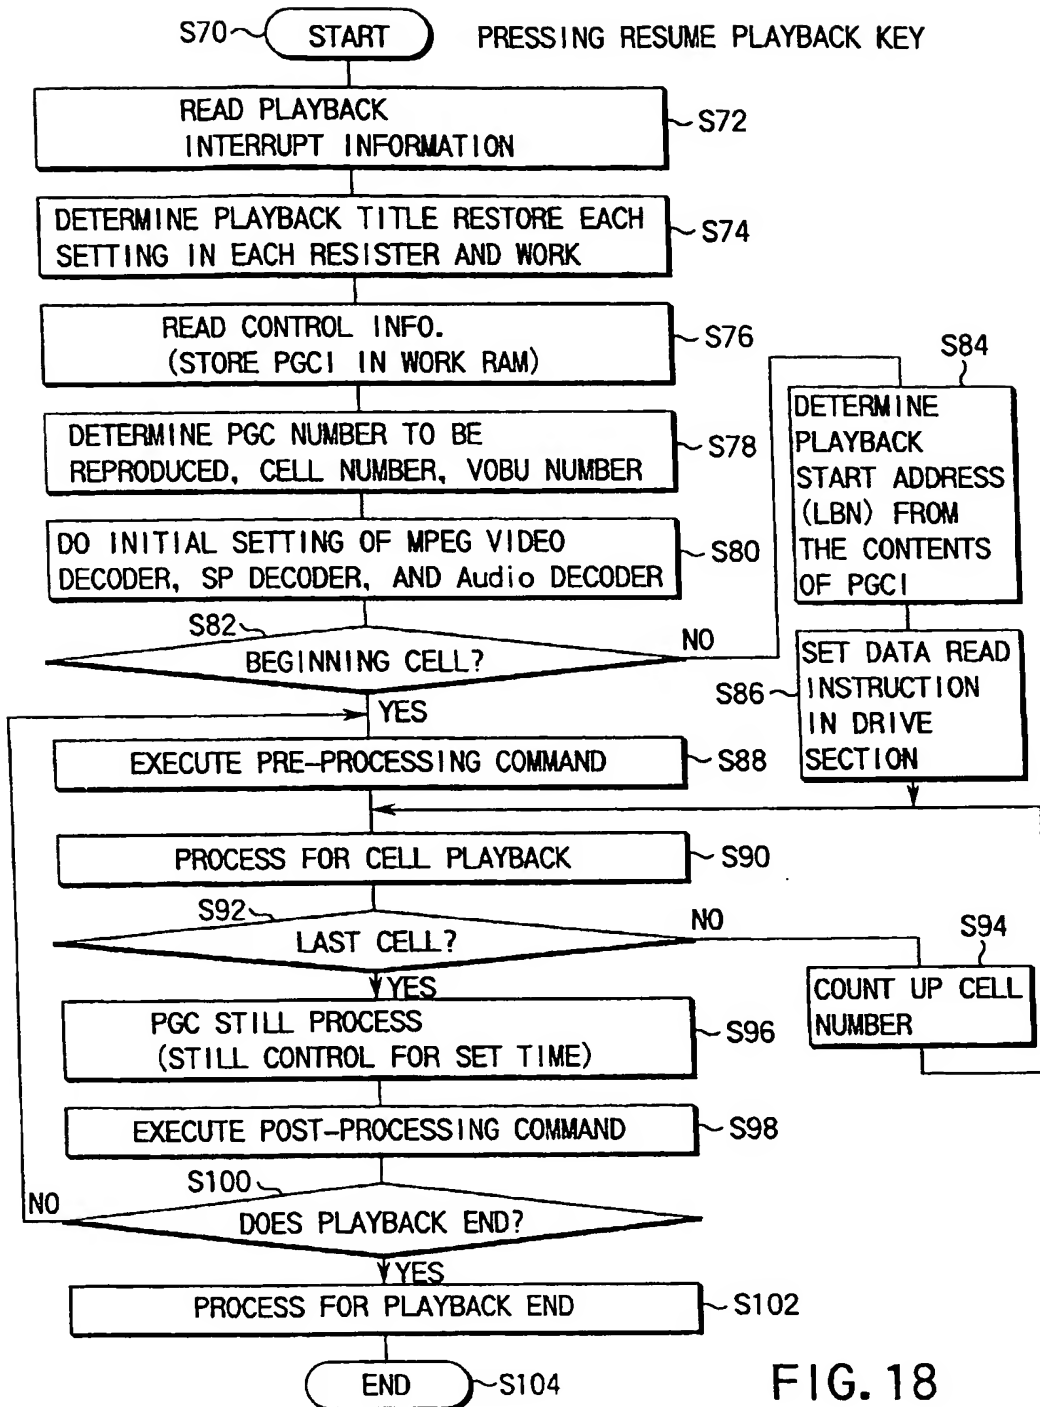 S70
START
PRESSING RESUME PLAYBACK KEY
READ PLAYBACK
INTERRUPT INFORMATION
S72
DETERMINE PLAYBACK TITLE RESTORE EACH
SETTING IN EACH RESISTER AND WORK
S74
READ CONTROL INFO.
(STORE PGCI IN WORK RAM)
S76
DETERMINE PGC NUMBER TO BE
REPRODUCED, CELL NUMBER, VOBU NUMBER
S78
DO INITIAL SETTING OF MPEG VIDEO
DECODER, SP DECODER, AND Audio DECODER
S80
S82
BEGINNING CELL?
NO
YES
S84
DETERMINE
PLAYBACK
START ADDRESS
(LBN) FROM
THE CONTENTS
OF PGCI
S86
SET DATA READ
INSTRUCTION
IN DRIVE
SECTION
EXECUTE PRE-PROCESSING COMMAND
S88
PROCESS FOR CELL PLAYBACK
S90
S92
LAST CELL?
NO
YES
S94
COUNT UP CELL
NUMBER
PGC STILL PROCESS
(STILL CONTROL FOR SET TIME)
S96
EXECUTE POST-PROCESSING COMMAND
S98
S100
NO
DOES PLAYBACK END?
YES
PROCESS FOR PLAYBACK END
S102
END
S104
FIG. 18